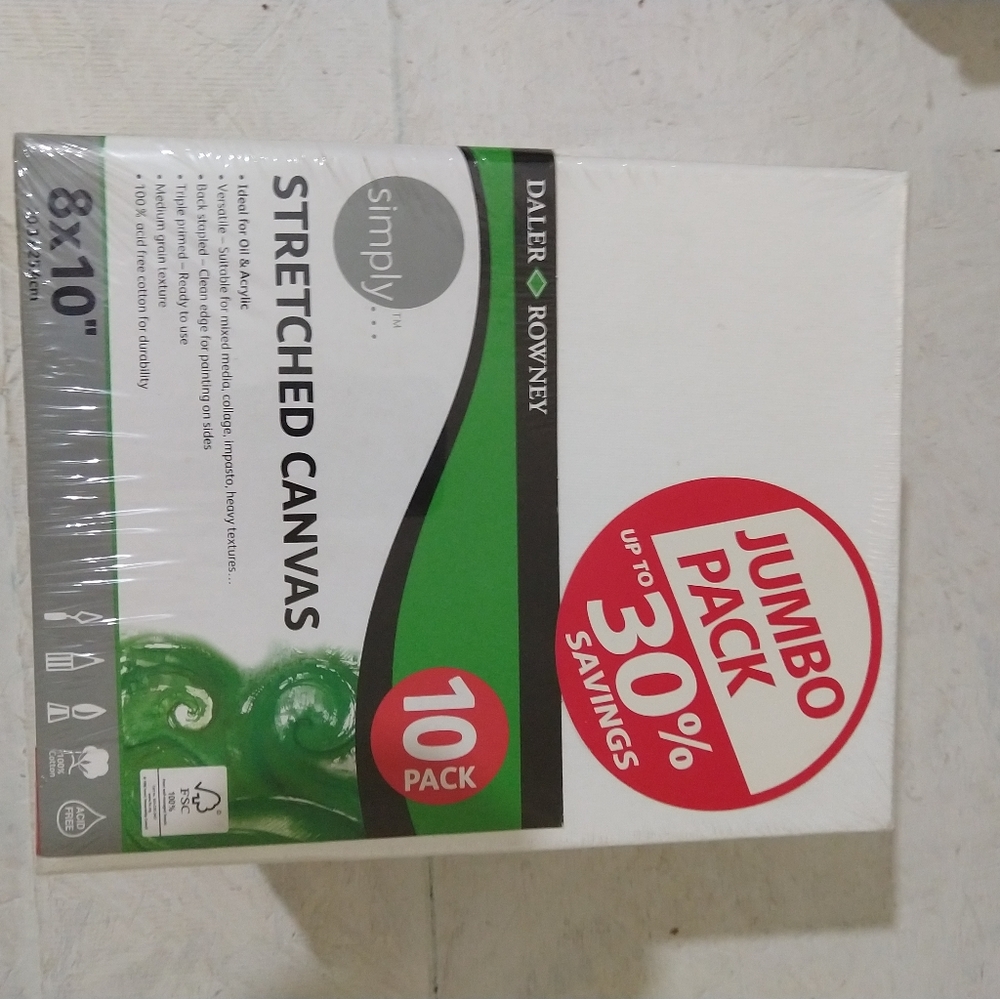 JUMBO
PACK
UP TO
30%
SAVINGS
DALER ROWNEY
10
PACK
simply...™
STRETCHED CANVAS
• Ideal for Oil & Acrylic
• Versatile – Suitable for mixed media, collage, impasto, heavy textures...
• Back stapled – Clean edge for painting on sides
• Triple primed – Ready to use
• Medium grain texture
• 100% acid free cotton for durability
FSC
100%
8x10"
100%
Cotton
ACID
FREE